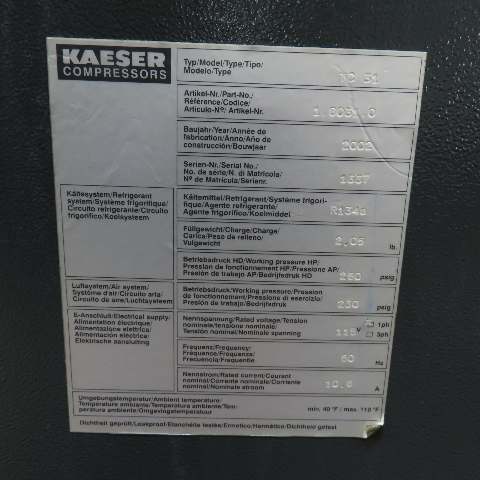 KAESER
COMPRESSORS
Typ/Model/Type/Tipo:
Modelo/Type
TC 31
Artikel-Nr./Part-No./
Référence/Codice/
Articulo-Nº/ Artikel-Nr.
1.8031.0
Baujahr/Year/Année de
fabrication/Anno/Año de
construcción/Bouwjaar
2002
Serien-Nr./Serial No./
No. de série/N. di Matricola/
Nº de Matrícula/Serienr.
1557
Kältesystem/Refrigerant
system/Système frigorifique/
Circuito refrigerante/Circuito
frigorífico/Koelsysteem
Kältemittel/Refrigerant/Système frigori-
fique/Agente refrigerante/
Agente frigorífico/Koelmiddel
R134a
Füllgewicht/Charge/Charge/
Carica/Peso de relleno/
Vulgewicht
2.05
lb.
Betriebsdruck HD/Working pressure HP/
Pression de fonctionnement HP/Pressione AP/
Presión de trabajo AP/Bedrijfsdruk HD
260
psig
Luftsystem/Air system/
Système d'air/Circuito aria/
Circuito de aire/Luchtsysteem
Betriebsdruck/Working pressure/Pression
de fonctionnement/Pressione di esercizio/
Presión de trabajo/Bedrijfsdruk
230
psig
E-Anschluß/Electrical supply/
Alimentation électrique/
Alimentazione elettrica/
Alimentación eléctrica/
Elektrische aansluiting
Nennspannung/Rated voltage/Tension
nominale/tensione nominale/
Tensión nominal/Nominale spanning
115
V
1ph
3ph
Frequenz/Frequency/
Fréquence/Frequenza/
Frecuencia/Frequentie
60
Hz
Nennstrom/Rated current/Courant
nominal/Corrente nominale/Corriente
nominal/Nominale stroom
10.8
A
Umgebungstemperatur/Ambient temperature:
Température ambiante/Temperatura ambiente/Tem-
peratura ambiente/Omgevingstemperatuur
min. 40 °F / max. 110 °F
Dichtheit geprüft/Leakproof/Etanchéité testée/Ermetico/Hermático/Dichtheid getest